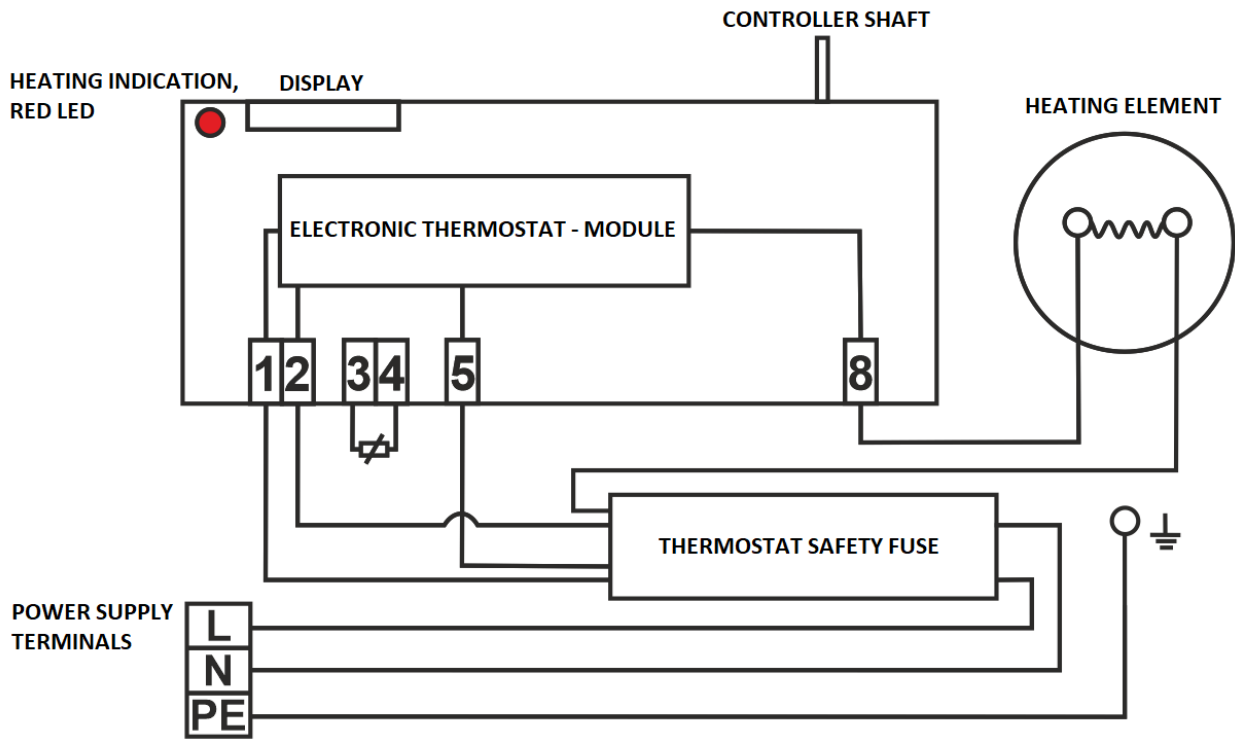 CONTROLLER SHAFT
HEATING INDICATION,
RED LED
DISPLAY
HEATING ELEMENT
ELECTRONIC THERMOSTAT - MODULE
1 2 3 4 5 8
THERMOSTAT SAFETY FUSE
POWER SUPPLY
TERMINALS
L
N
PE